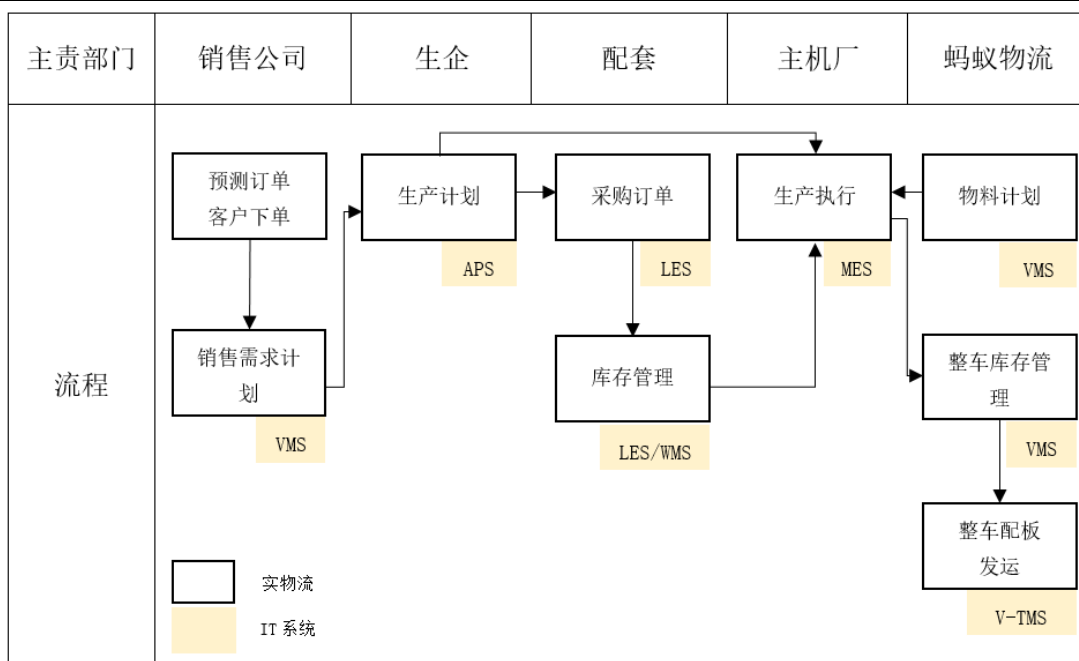 主责部门
销售公司
生企
配套
主机厂
蚂蚁物流
流程
预测订单
客户下单
销售需求计
划
VMS
生产计划
APS
采购订单
LES
库存管理
LES/WMS
生产执行
MES
物料计划
VMS
整车库存管
理
VMS
整车配板
发运
V-TMS
实物流
IT 系统